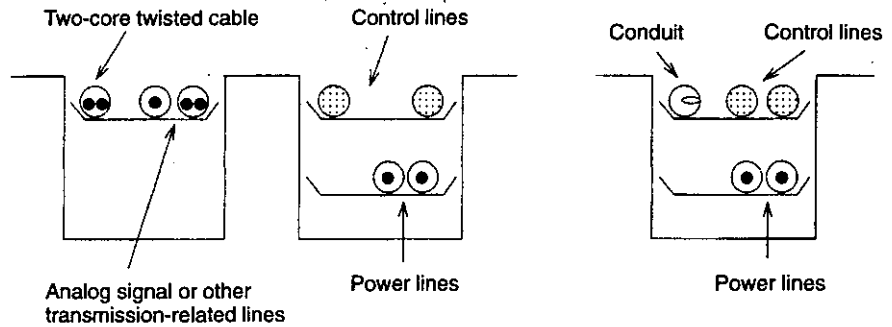 Two-core twisted cable
Control lines
Conduit
Control lines
Analog signal or other
transmission-related lines
Power lines
Power lines